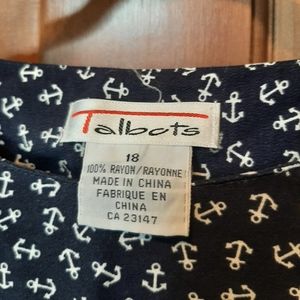 Talbots
18
100% RAYON/RAYONNE
MADE IN CHINA
FABRIQUE EN
CHINA
CA 23147